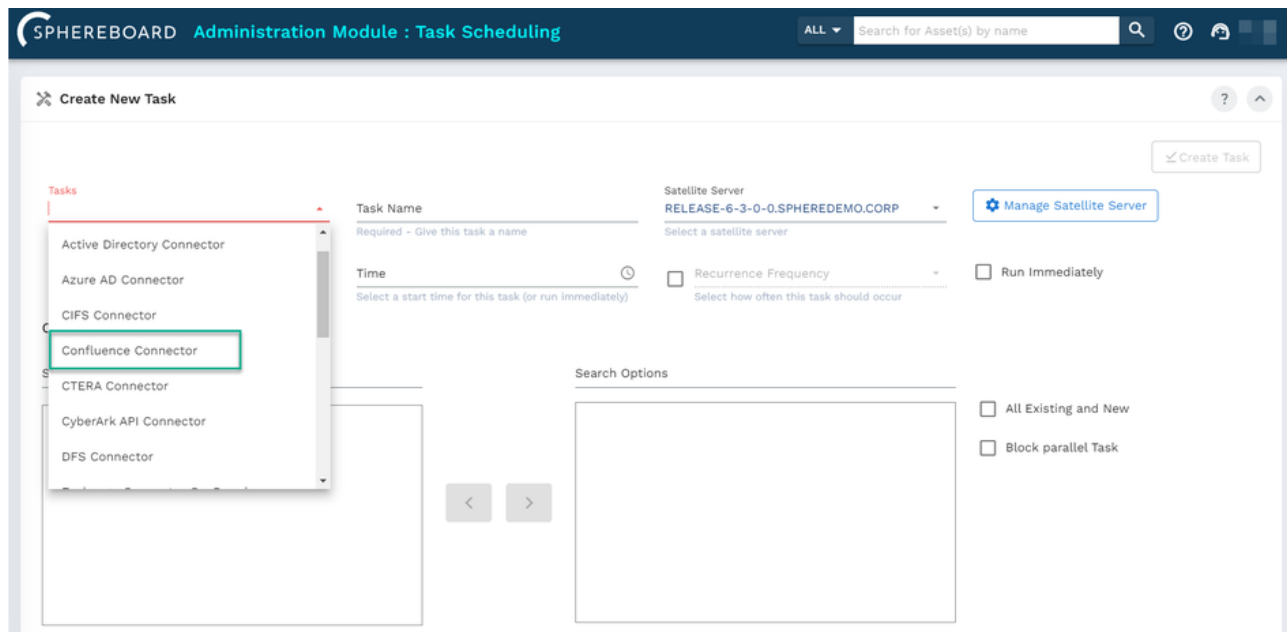 SPHEREBOARD Administration Module : Task Scheduling ALL Search for Asset(s) by name
Create New Task ?
Create Task
Tasks
Task Name
Required - Give this task a name
Satellite Server
RELEASE-6-3-0-0.SPHEREDEMO.CORP
Select a satellite server
Manage Satellite Server
Active Directory Connector
Azure AD Connector
CIFS Connector
Confluence Connector
CTERA Connector
CyberArk API Connector
DFS Connector
Time
Select a start time for this task (or run immediately)
Recurrence Frequency
Select how often this task should occur
Run Immediately
Search Options
All Existing and New
Block parallel Task